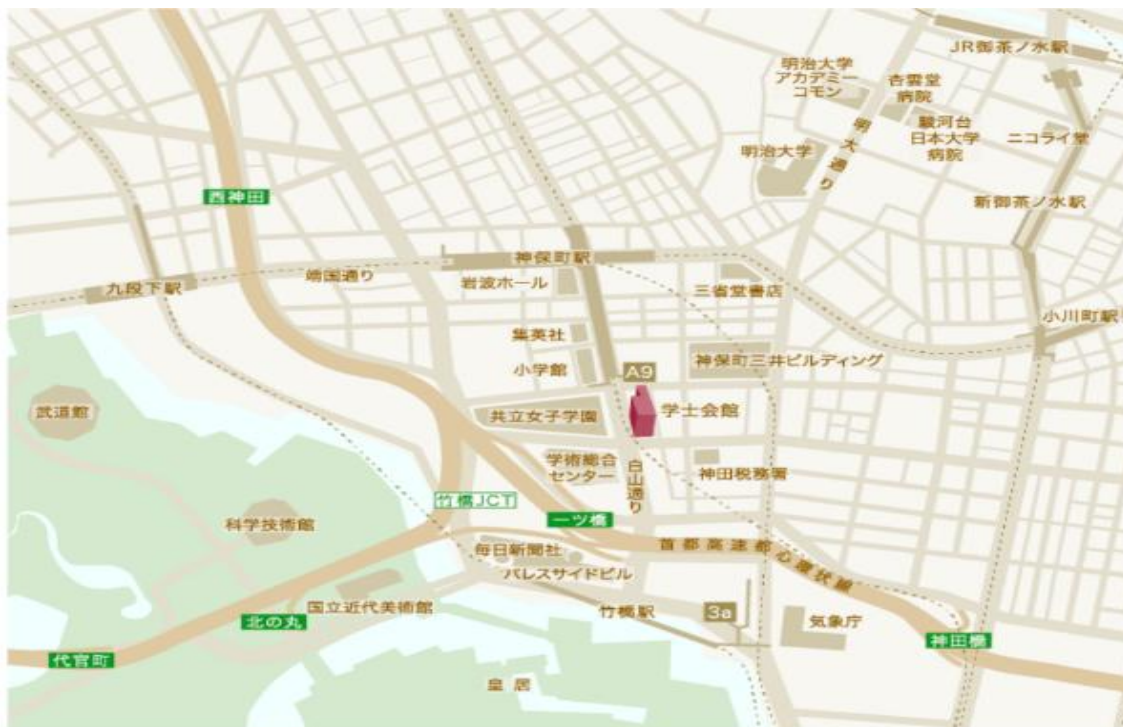 JR御茶ノ水駅
明治大学
アカデミー
コモン
杏雲堂
病院
駿河台
日本大学
病院
ニコライ堂
明大通り
明治大学
新御茶ノ水駅
西神田
神保町駅
靖国通り
九段下駅
岩波ホール
三省堂書店
小川町駅
集英社
小学館
神保町三井ビルディング
A9
武道館
共立女子学園
学士会館
学術総合
センター
白山通り
神田税務署
竹橋JCT
一ツ橋
科学技術館
首都高速都心環状線
毎日新聞社
パレスサイドビル
国立近代美術館
竹橋駅
3a
気象庁
北の丸
神田橋
代官町
皇居